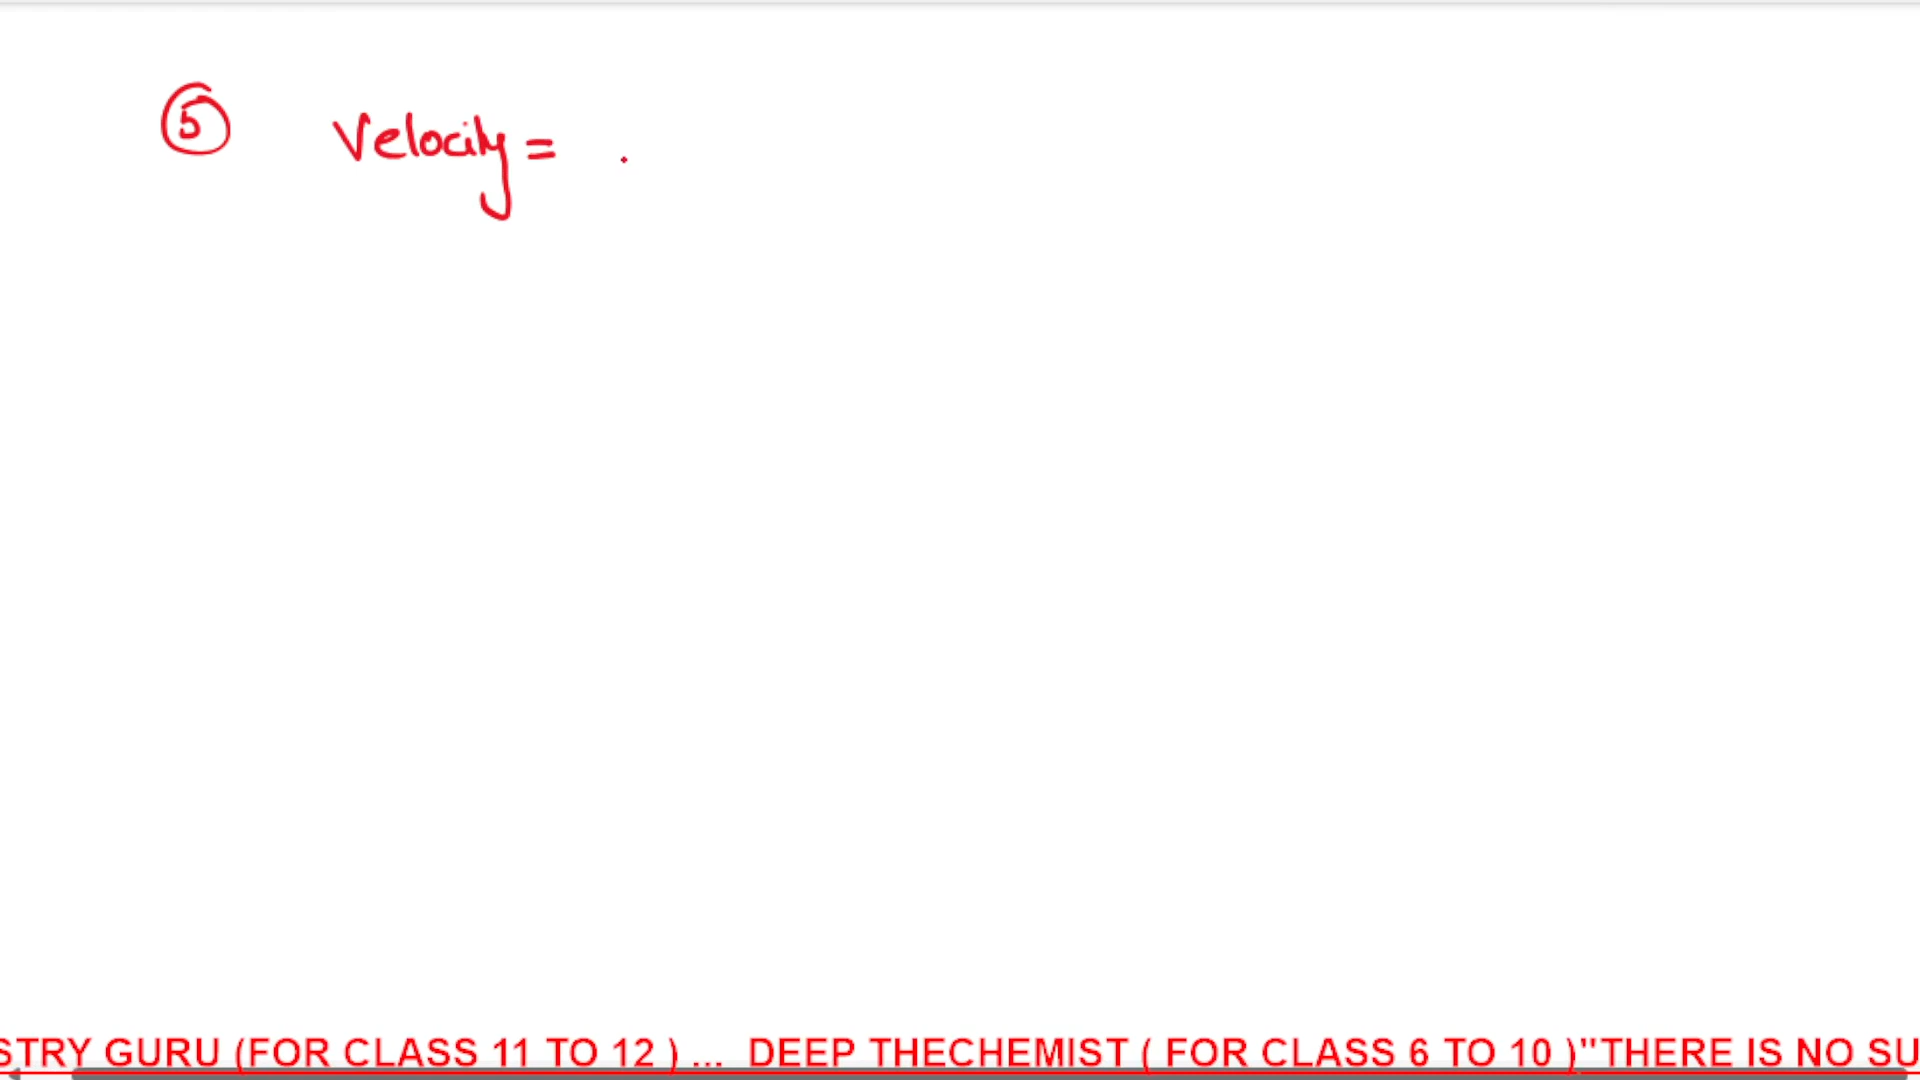 ⑤ Velocity = .
STRY GURU (FOR CLASS 11 TO 12 ) ... DEEP THECHEMIST ( FOR CLASS 6 TO 10 )"THERE IS NO SU